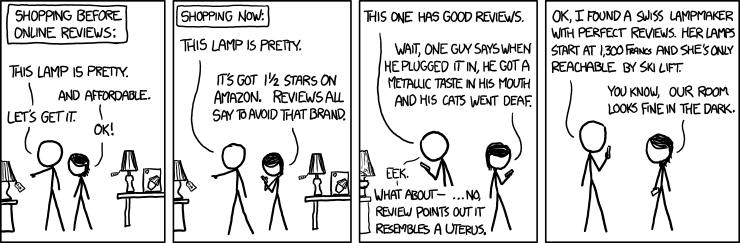 SHOPPING BEFORE
ONLINE REVIEWS:
THIS LAMP IS PRETTY.
AND AFFORDABLE.
LET'S GET IT.
OK!
SHOPPING NOW:
THIS LAMP IS PRETTY.
IT'S GOT 1½ STARS ON
AMAZON. REVIEWS ALL
SAY TO AVOID THAT BRAND.
THIS ONE HAS GOOD REVIEWS.
WAIT, ONE GUY SAYS WHEN
HE PLUGGED IT IN, HE GOT A
METALLIC TASTE IN HIS MOUTH
AND HIS CATS WENT DEAF.
EEK.
WHAT ABOUT— ...NO,
REVIEW POINTS OUT IT
RESEMBLES A UTERUS.
OK, I FOUND A SWISS LAMPMAKER
WITH PERFECT REVIEWS. HER LAMPS
START AT 1,300 FRANCS AND SHE'S ONLY
REACHABLE BY SKI LIFT.
YOU KNOW, OUR ROOM
LOOKS FINE IN THE DARK.